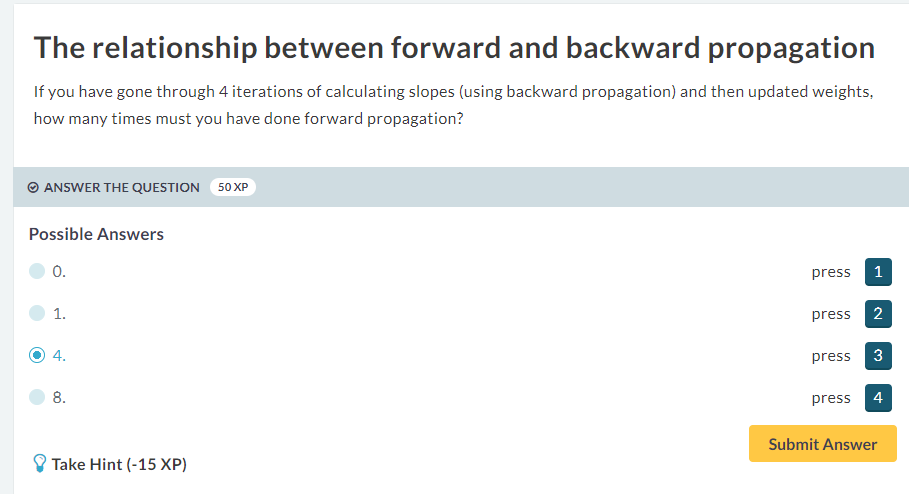 The relationship between forward and backward propagation
If you have gone through 4 iterations of calculating slopes (using backward propagation) and then updated weights,
how many times must you have done forward propagation?
ANSWER THE QUESTION 50 XP
Possible Answers
0. press 1
1. press 2
4. press 3
8. press 4
Submit Answer
Take Hint (-15 XP)